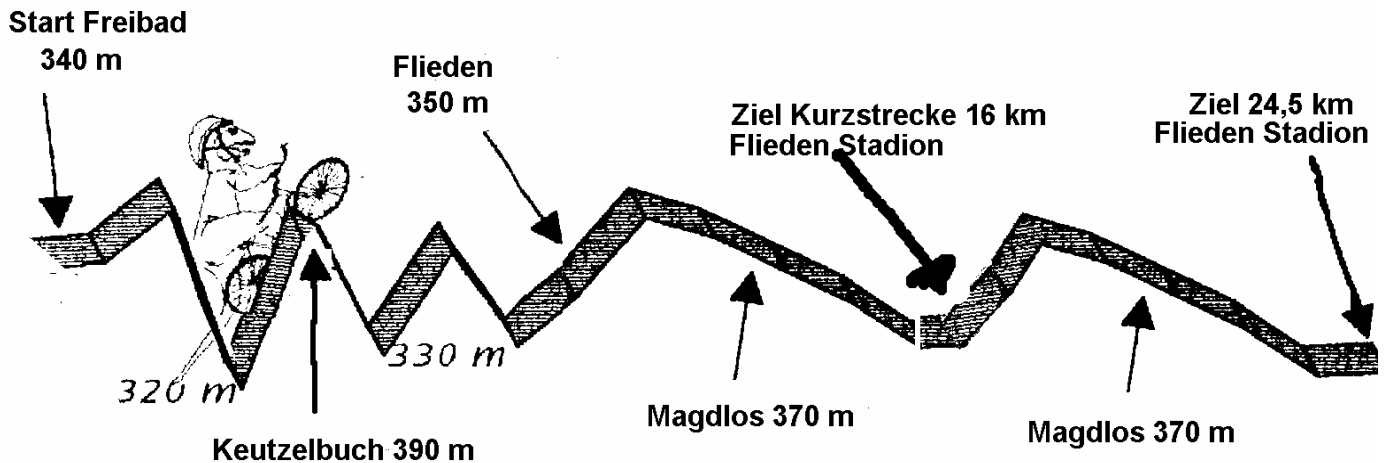 Start Freibad
340 m
Flieden
350 m
Ziel Kurzstrecke 16 km
Flieden Stadion
Ziel 24,5 km
Flieden Stadion
320 m
330 m
Keutzelbuch 390 m
Magdlos 370 m
Magdlos 370 m